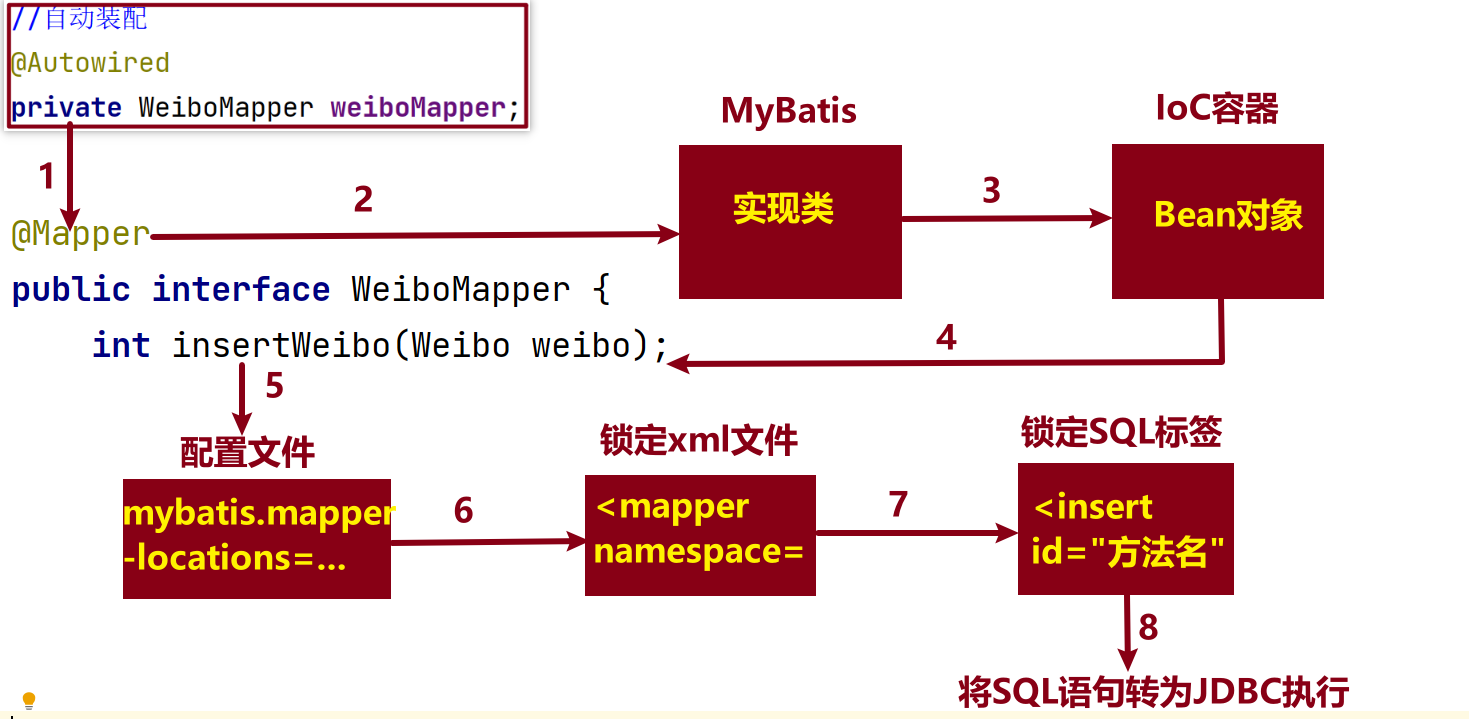 //自动装配
@Autowired
private WeiboMapper weiboMapper;
MyBatis
IoC容器
1
2
实现类
3
Bean对象
@Mapper
public interface WeiboMapper {
int insertWeibo(Weibo weibo);
4
5
配置文件
锁定xml文件
锁定SQL标签
mybatis.mapper
-locations=...
6
<mapper
namespace=
7
<insert
id="方法名"
8
将SQL语句转为JDBC执行